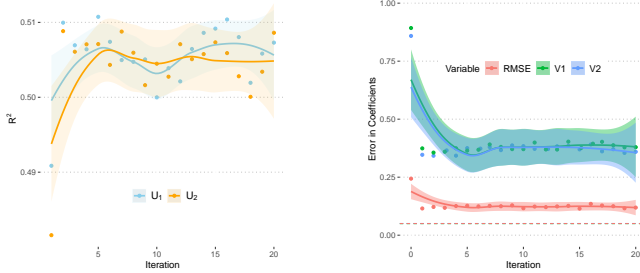 0.51
0.50
0.49
R²
U₁ U₂
5 10 15 20
Iteration
1.00
0.75
0.50
0.25
0.00
Error in Coefficients
Variable RMSE V1 V2
0 5 10 15 20
Iteration